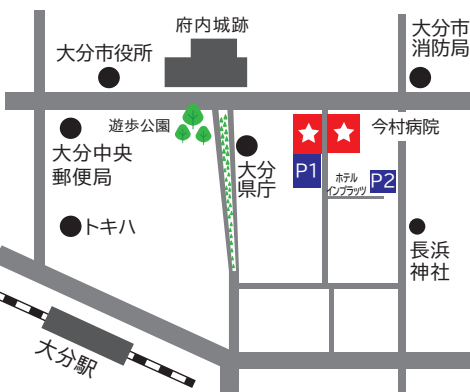 府内城跡
大分市
消防局
大分市役所
遊歩公園
今村病院
大分中央
郵便局
大分
県庁
P1
ホテル
インブラッツ
P2
トキハ
長浜
神社
大分駅